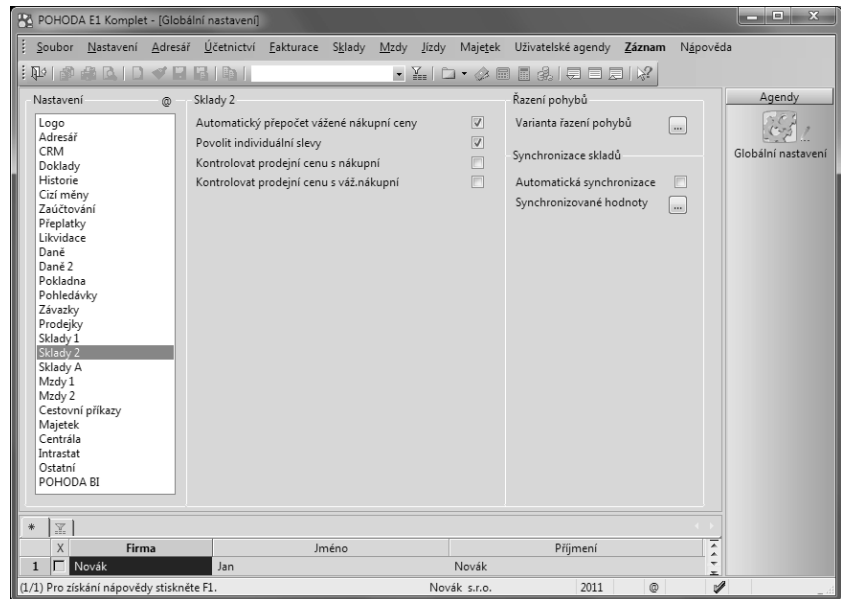 POHODA E1 Komplet - [Globální nastavení]
Soubor Nastavení Adresář Účetnictví Fakturace Sklady Mzdy Jízdy Majetek Uživatelské agendy Záznam Nápověda
Nastavení @
Logo
Adresář
CRM
Doklady
Historie
Cizí měny
Zaúčtování
Přeplatky
Likvidace
Daně
Daně 2
Pokladna
Pohledávky
Závazky
Prodejky
Sklady 1
Sklady 2
Sklady A
Mzdy 1
Mzdy 2
Cestovní příkazy
Majetek
Centrála
Intrastat
Ostatní
POHODA BI
Sklady 2
Automatický přepočet vážené nákupní ceny
Povolit individuální slevy
Kontrolovat prodejní cenu s nákupní
Kontrolovat prodejní cenu s váž.nákupní
Řazení pohybů
Varianta řazení pohybů ...
Synchronizace skladů
Automatická synchronizace
Synchronizované hodnoty ...
Agendy
Globální nastavení
*
X Firma Jméno Příjmení
1 Novák Jan Novák
(1/1) Pro získání nápovědy stiskněte F1. Novák s.r.o. 2011 @